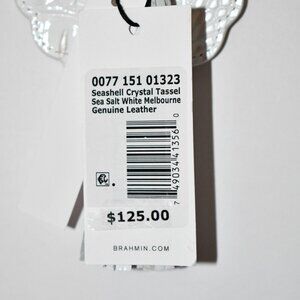 0077 151 01323
Seashell Crystal Tassel
Sea Salt White Melbourne
Genuine Leather
7 49034 41356 0
$125.00
BRAHMIN.COM